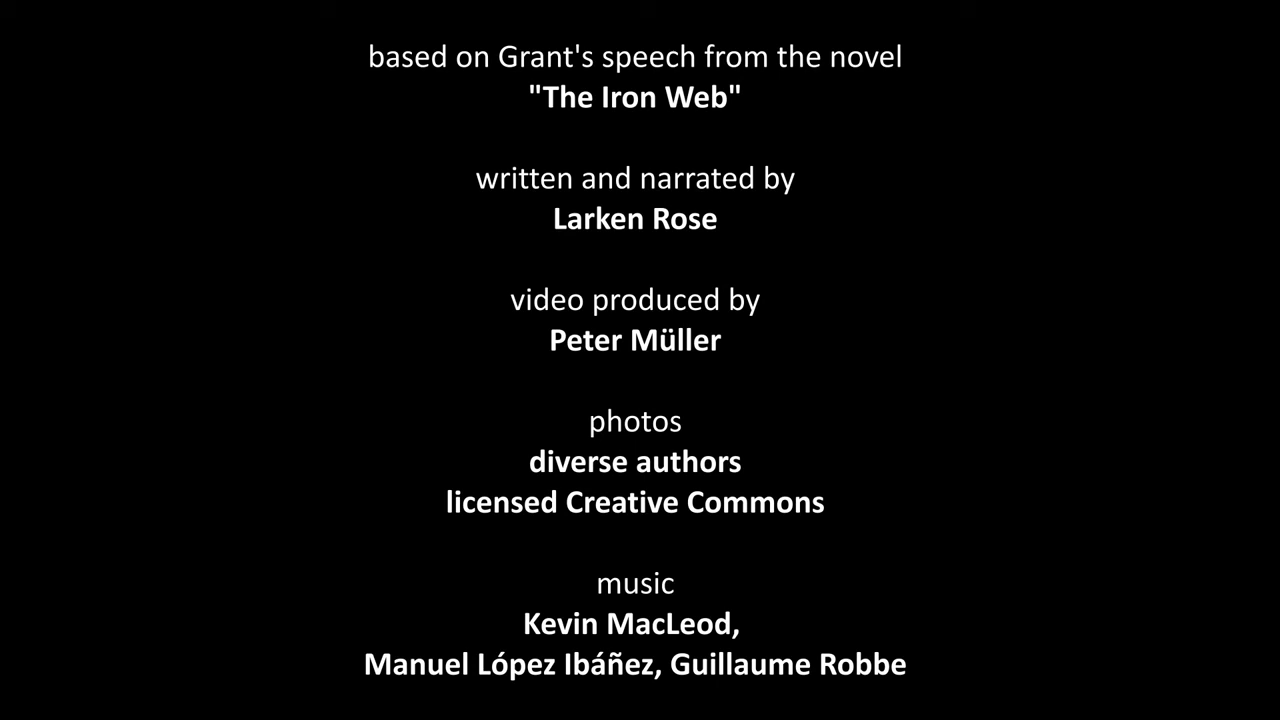 based on Grant's speech from the novel
"The Iron Web"
written and narrated by
Larken Rose
video produced by
Peter Müller
photos
diverse authors
licensed Creative Commons
music
Kevin MacLeod,
Manuel López Ibáñez, Guillaume Robbe